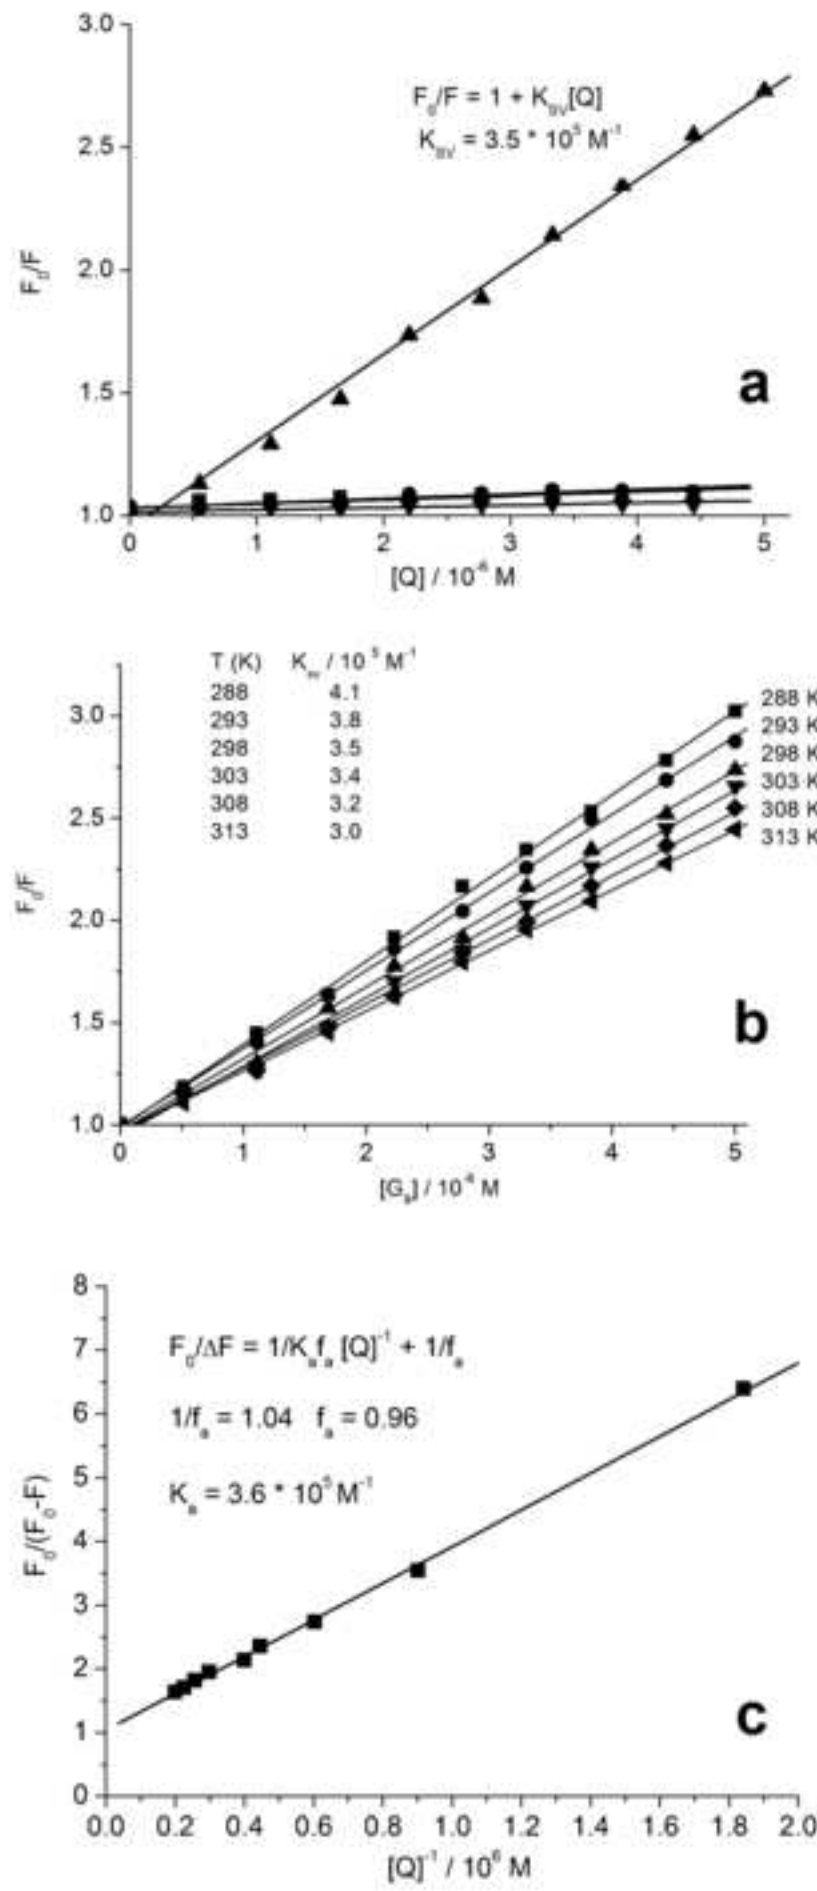 3.0
F₀/F = 1 + Kₛᵥ[Q]
Kₛᵥ = 3.5 * 10⁵ M⁻¹
2.5
2.0
F₀/F
1.5
a
1.0
0 1 2 3 4 5
[Q] / 10⁻⁶ M
T (K) Kₛᵥ / 10⁵ M⁻¹
288 4.1
293 3.8
298 3.5
303 3.4
308 3.2
313 3.0
288 K
293 K
298 K
303 K
308 K
313 K
3.0
2.5
F₀/F
2.0
1.5
b
1.0
0 1 2 3 4 5
/ 10⁻⁶ M
8
F₀/ΔF = 1/Kₐfₐ [Q]⁻¹ + 1/fₐ
7
1/fₐ = 1.04 fₐ = 0.96
6
Kₐ = 3.6 * 10⁵ M⁻¹
5
F₀/(F₀-F)
4
3
2
c
1
0
0.0 0.2 0.4 0.6 0.8 1.0 1.2 1.4 1.6 1.8 2.0
[Q]⁻¹ / 10⁶ M